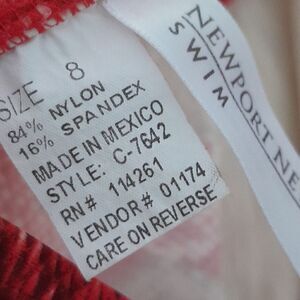 SIZE 8
84% NYLON
16% SPANDEX
MADE IN MEXICO
STYLE: C-7642
RN# 114261
VENDOR# 01174
CARE ON REVERSE
NEWPORT NE
SWIM